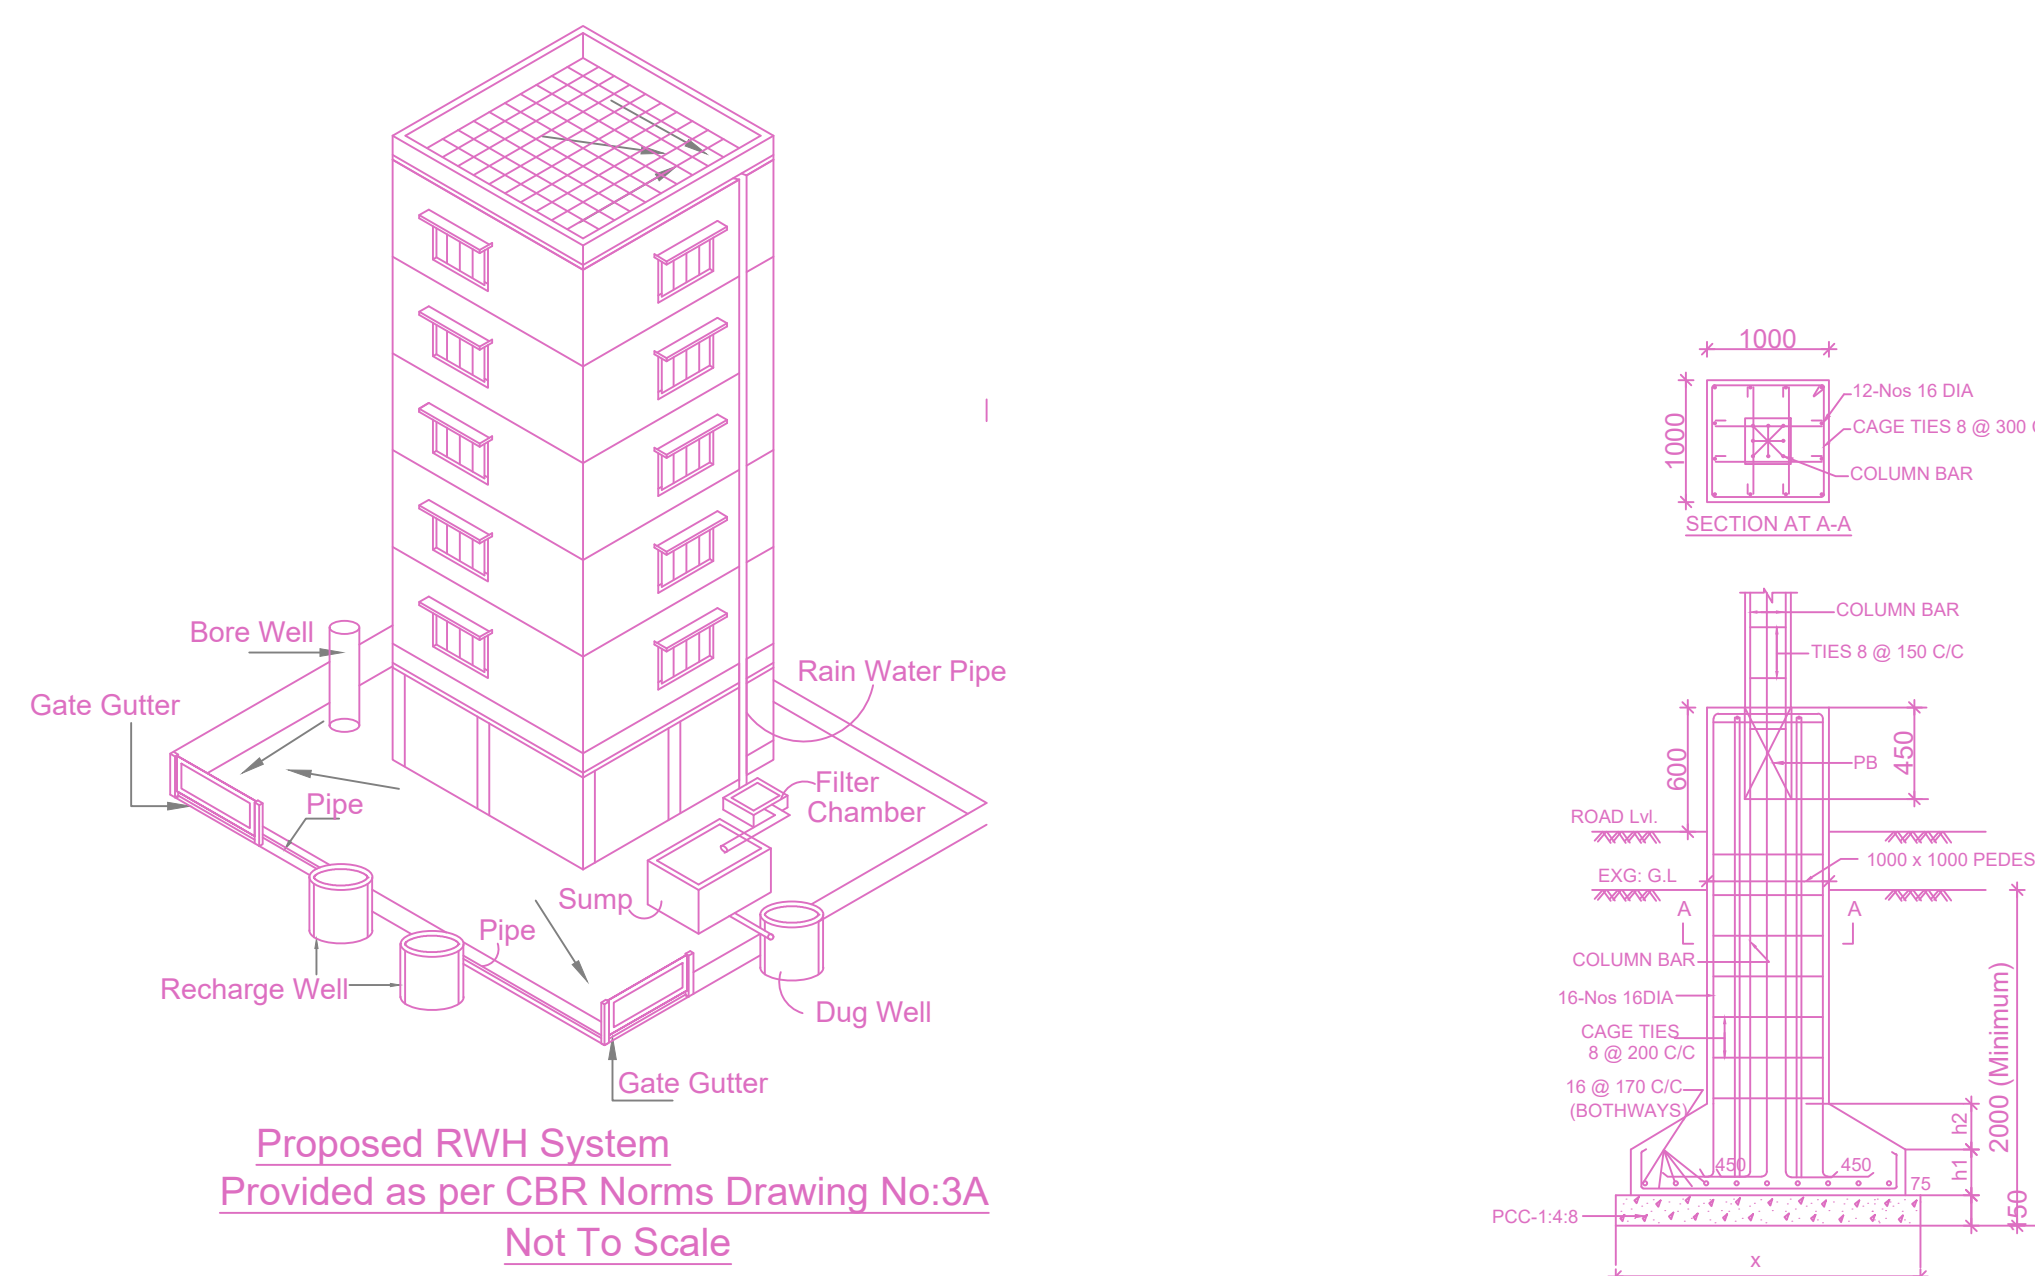 Bore Well
Gate Gutter
Pipe
Recharge Well
Pipe
Sump
Rain Water Pipe
Filter
Chamber
Dug Well
Gate Gutter
Proposed RWH System
Provided as per CBR Norms Drawing No:3A
Not To Scale
1000
1000
12-Nos 16 DIA
CAGE TIES 8 @ 300
COLUMN BAR
SECTION AT A-A
COLUMN BAR
TIES 8 @ 150 C/C
600
450
PB
ROAD Lvl.
1000 x 1000 PEDES
EXG: G.L
A
A
COLUMN BAR
16-Nos 16DIA
CAGE TIES
8 @ 200 C/C
16 @ 170 C/C
(BOTHWAYS)
2000 (Minimum)
h2
h1
450
450
75
PCC-1:4:8
x